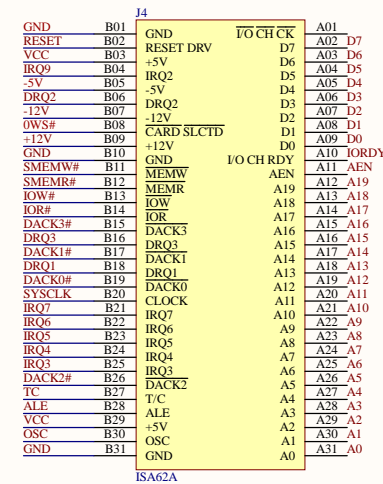 J4
GND B01 GND I/O CH CK A01
RESET B02 RESET DRV D7 A02 D7
VCC B03 +5V D6 A03 D6
IRQ9 B04 IRQ2 D5 A04 D5
-5V B05 -5V D4 A05 D4
DRQ2 B06 DRQ2 D3 A06 D3
-12V B07 -12V D2 A07 D2
0WS# B08 CARD SLCTD D1 A08 D1
+12V B09 +12V D0 A09 D0
GND B10 GND I/O CH RDY A10 IORDY
SMEMW# B11 MEMW AEN A11 AEN
SMEMR# B12 MEMR A19 A12 A19
IOW# B13 IOW A18 A13 A18
IOR# B14 IOR A17 A14 A17
DACK3# B15 DACK3 A16 A15 A16
DRQ3 B16 DRQ3 A15 A16 A15
DACK1# B17 DACK1 A14 A17 A14
DRQ1 B18 DRQ1 A13 A18 A13
DACK0# B19 DACK0 A12 A19 A12
SYSCLK B20 CLOCK A11 A20 A11
IRQ7 B21 IRQ7 A10 A21 A10
IRQ6 B22 IRQ6 A9 A22 A9
IRQ5 B23 IRQ5 A8 A23 A8
IRQ4 B24 IRQ4 A7 A24 A7
IRQ3 B25 IRQ3 A6 A25 A6
DACK2# B26 DACK2 A5 A26 A5
TC B27 T/C A4 A27 A4
ALE B28 ALE A3 A28 A3
VCC B29 +5V A2 A29 A2
OSC B30 OSC A1 A30 A1
GND B31 GND A0 A31 A0
ISA62A